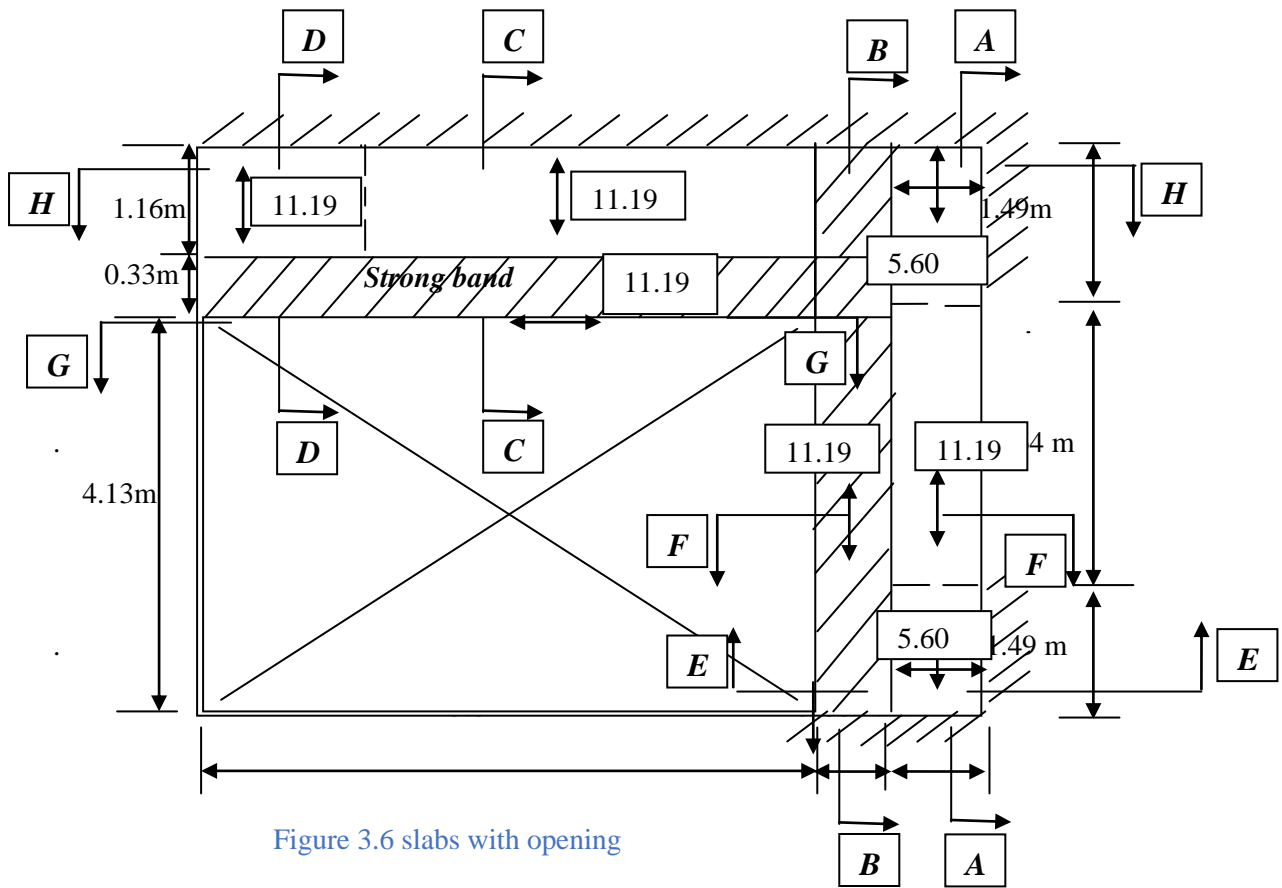 D
C
B
A
H
1.16m
11.19
11.19
1.49m
H
0.33m
Strong band
11.19
5.60
G
G
D
C
11.19
11.19
4 m
4.13m
F
F
E
5.60
1.49 m
E
Figure 3.6 slabs with opening
B
A